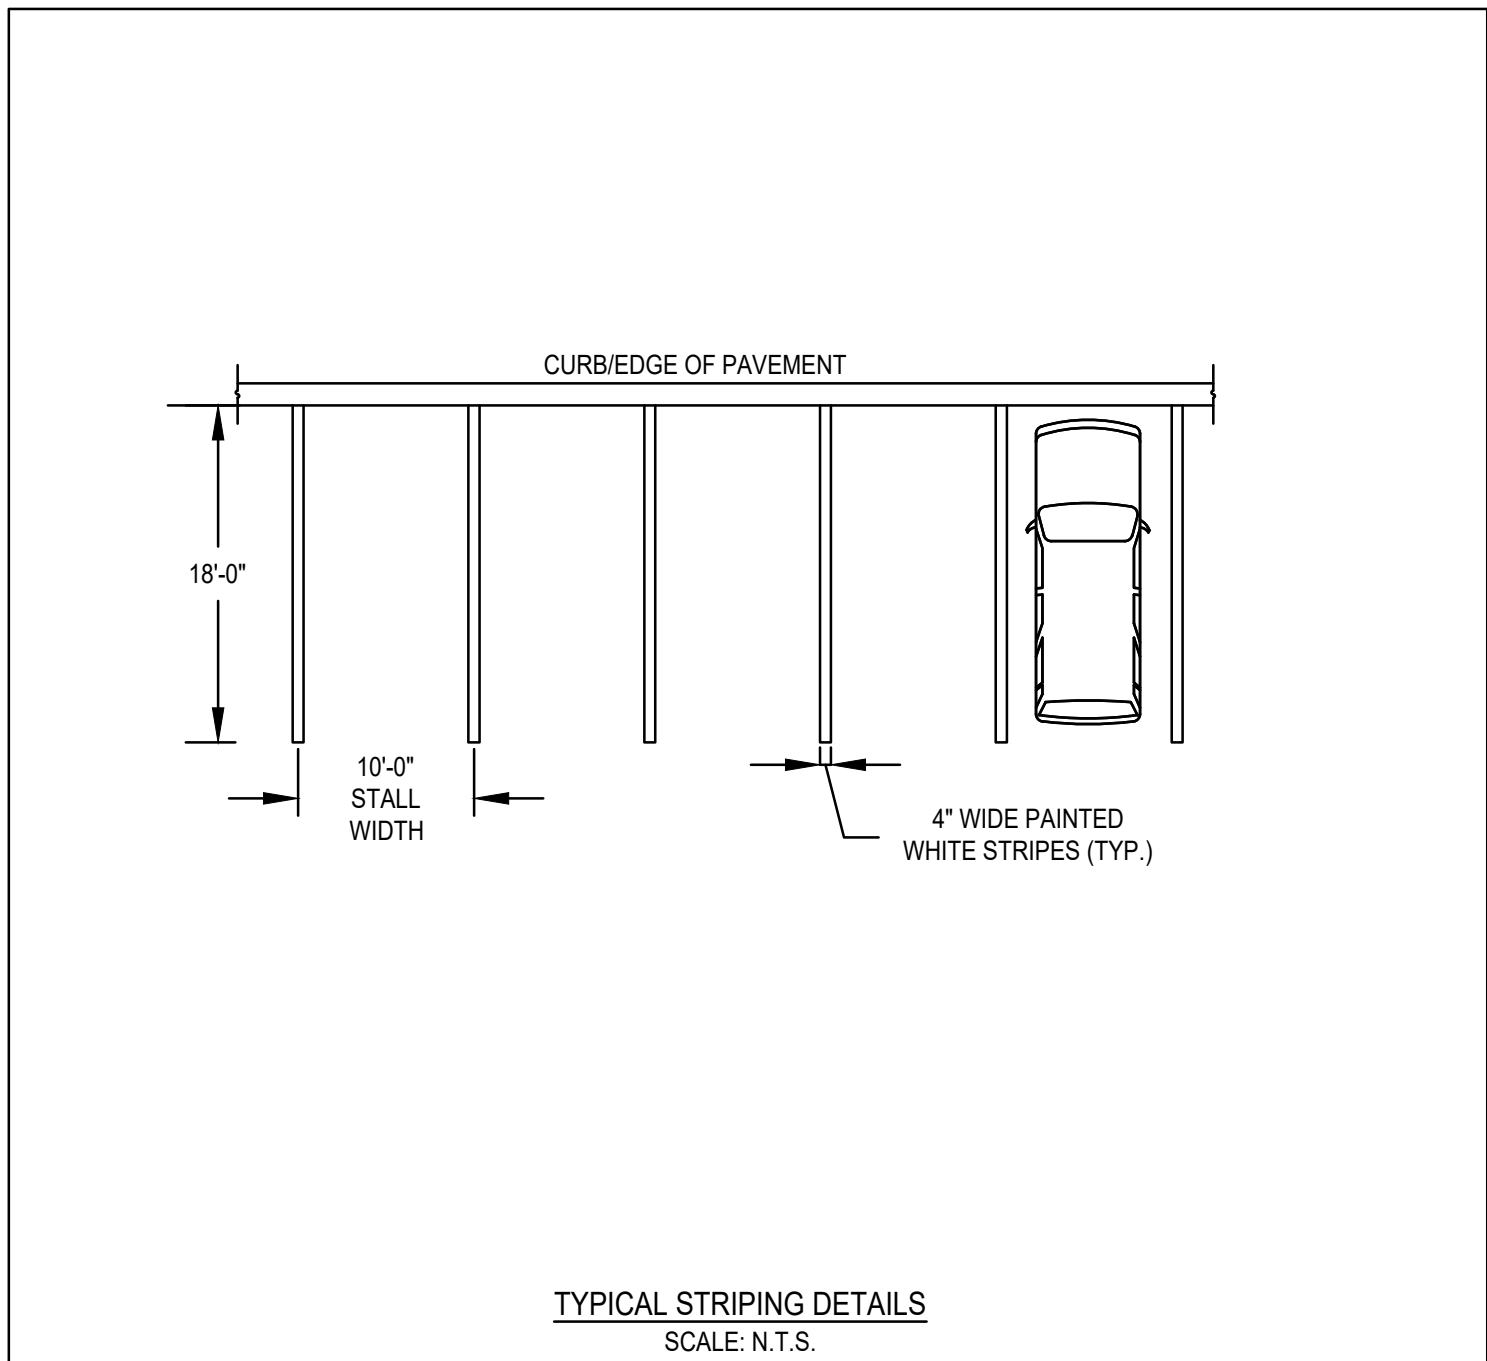 CURB/EDGE OF PAVEMENT
18'-0"
10'-0"
STALL
WIDTH
4" WIDE PAINTED
WHITE STRIPES (TYP.)
TYPICAL STRIPING DETAILS
SCALE: N.T.S.